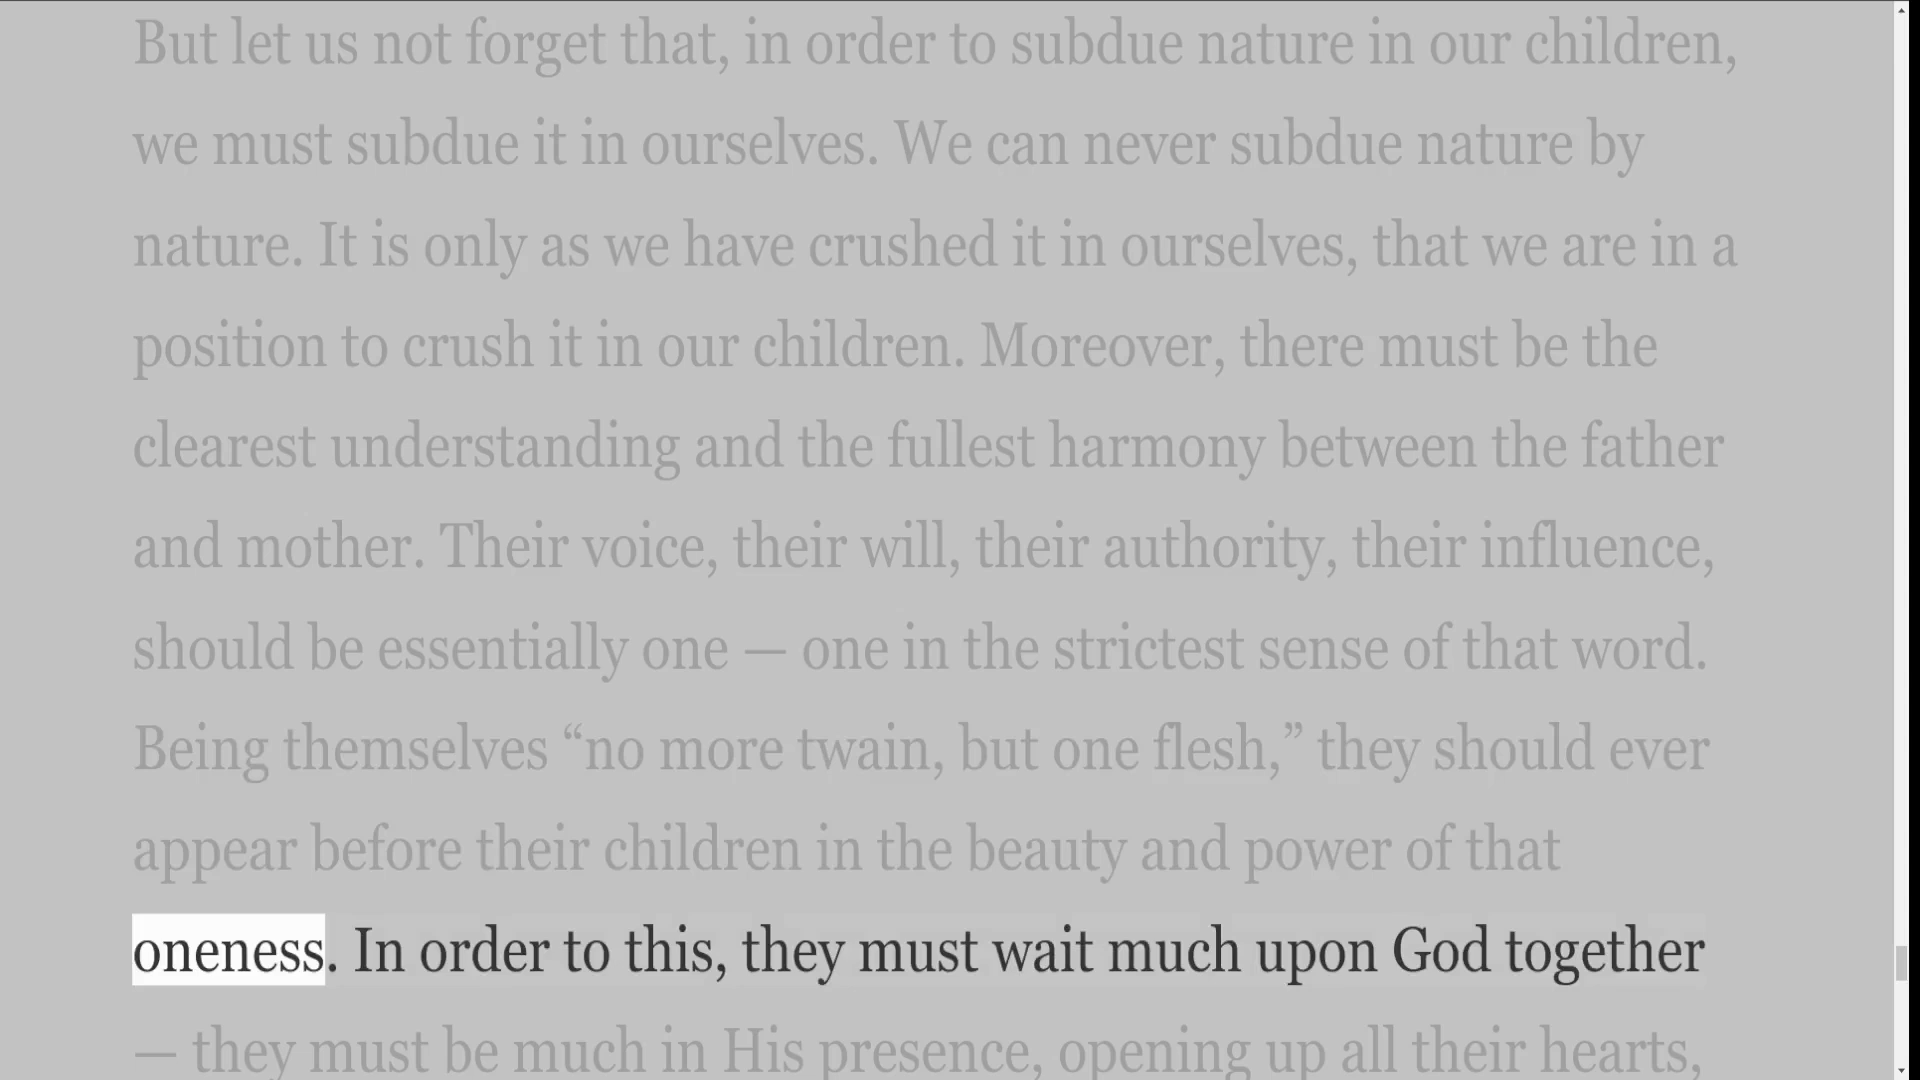 But let us not forget that, in order to subdue nature in our children,
we must subdue it in ourselves. We can never subdue nature by
nature. It is only as we have crushed it in ourselves, that we are in a
position to crush it in our children. Moreover, there must be the
clearest understanding and the fullest harmony between the father
and mother. Their voice, their will, their authority, their influence,
should be essentially one — one in the strictest sense of that word.
Being themselves “no more twain, but one flesh,” they should ever
appear before their children in the beauty and power of that
oneness. In order to this, they must wait much upon God together
— they must be much in His presence, opening up all their hearts,